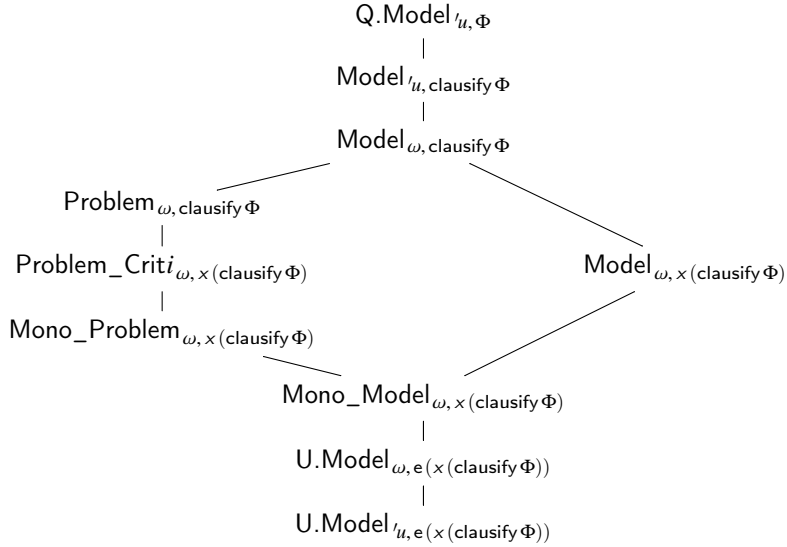 Q.Model ′u, Φ
Model ′u, clausify Φ
Model ω, clausify Φ
Problem ω, clausify Φ
Problem_Criti ω, x (clausify Φ)
Model ω, x (clausify Φ)
Mono_Problem ω, x (clausify Φ)
Mono_Model ω, x (clausify Φ)
U.Model ω, e (x (clausify Φ))
U.Model ′u, e (x (clausify Φ))